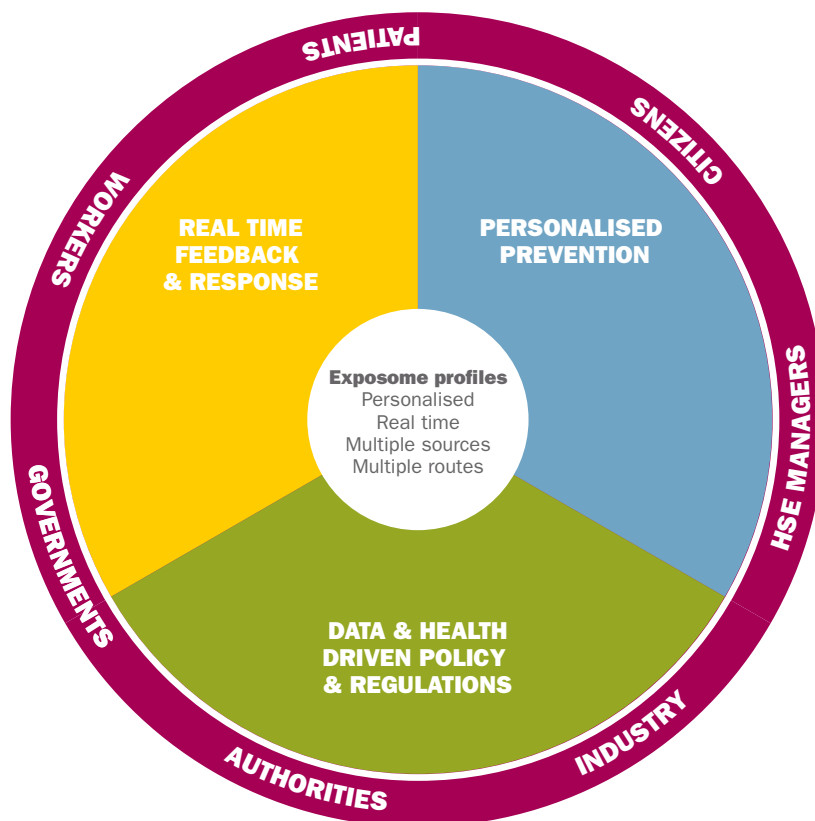 PATIENTS
CITIZENS
WORKERS
REAL TIME
FEEDBACK
& RESPONSE
PERSONALISED
PREVENTION
HSE MANAGERS
Exposome profiles
Personalised
Real time
Multiple sources
Multiple routes
GOVERNMENTS
DATA & HEALTH
DRIVEN POLICY
& REGULATIONS
INDUSTRY
AUTHORITIES